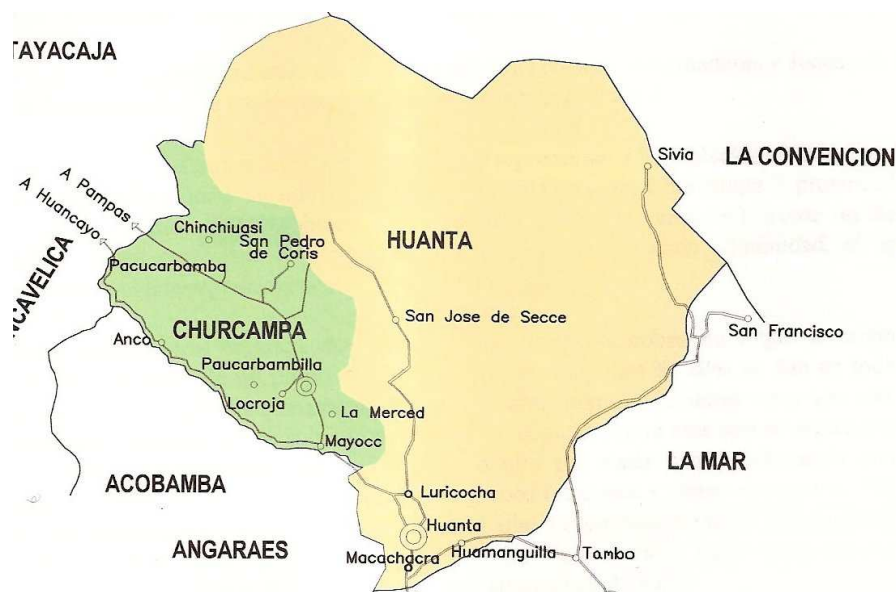 TAYACAJA
Sivia
LA CONVENCION
A Pampas
A Huancayo
Chinchiuasi
San Pedro
de Coris
HUANTA
NCAVELICA
Pacucarbamba
CHURCAMPA
San Jose de Secce
San Francisco
Anco
Paucarbambilla
Locroja
La Merced
Mayocc
LA MAR
ACOBAMBA
Luricocha
Huanta
ANGARAES
Macachacra
Huamanguilla
Tambo